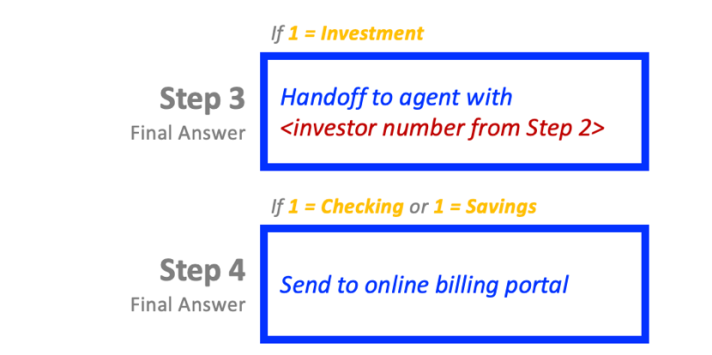 If 1 = Investment
Step 3
Final Answer
Handoff to agent with
<investor number from Step 2>
If 1 = Checking or 1 = Savings
Step 4
Final Answer
Send to online billing portal